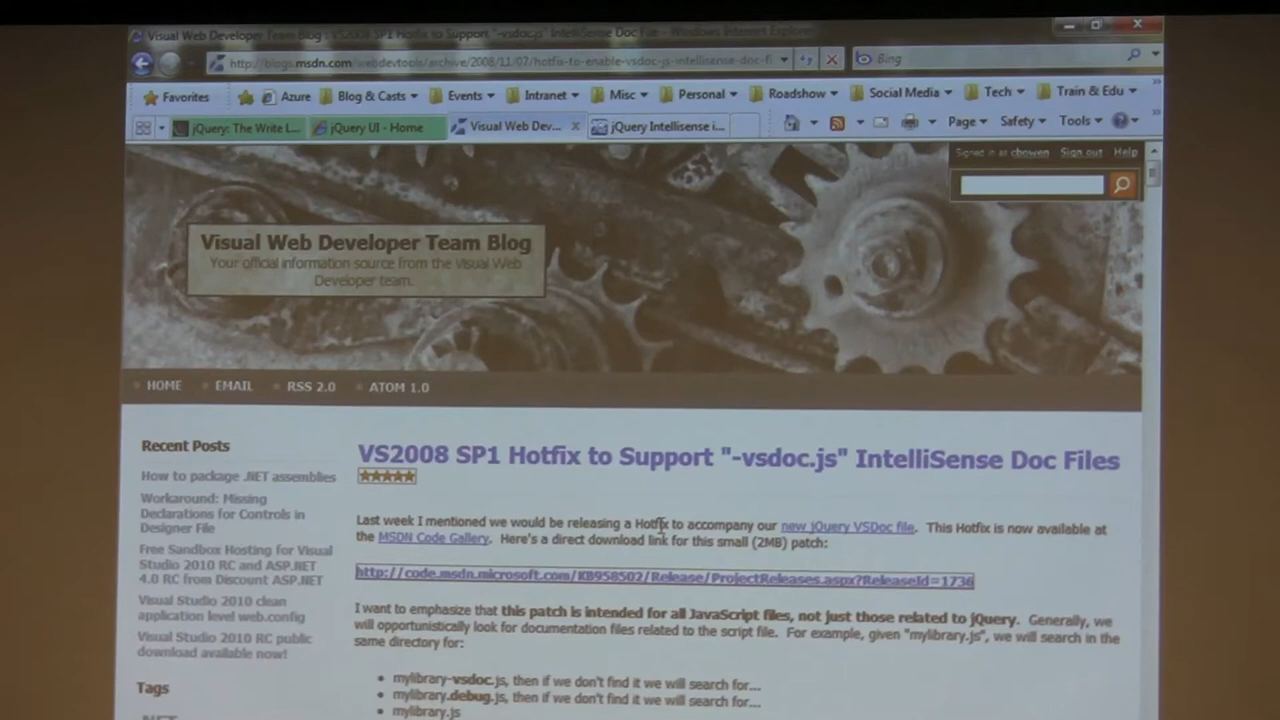 Visual Web Developer Team Blog : VS2008 SP1 Hotfix to Support "-vsdoc.js" IntelliSense Doc Files - Windows Internet Explorer
http://blogs.msdn.com/webdevtools/archive/2008/11/07/hotfix-to-enable-vsdoc-js-intellisense-doc-fi
Bing
Favorites Azure Blog & Casts Events Intranet Misc Personal Roadshow Social Media Tech Train & Edu
jQuery: The Write L... jQuery UI - Home Visual Web Dev... jQuery Intellisense i... Page Safety Tools
Signed in as cbowen Sign out Help
Visual Web Developer Team Blog
Your official information source from the Visual Web
Developer team.
HOME EMAIL RSS 2.0 ATOM 1.0
Recent Posts
How to package .NET assemblies
Workaround: Missing
Declarations for Controls in
Designer File
Free Sandbox Hosting for Visual
Studio 2010 RC and ASP.NET
4.0 RC from Discount ASP.NET
Visual Studio 2010 clean
application level web.config
Visual Studio 2010 RC public
download available now!
Tags
.NET
VS2008 SP1 Hotfix to Support "-vsdoc.js" IntelliSense Doc Files
Last week I mentioned we would be releasing a Hotfix to accompany our new jQuery VSDoc file. This Hotfix is now available at
the MSDN Code Gallery. Here's a direct download link for this small (2MB) patch:
http://code.msdn.microsoft.com/KB958502/Release/ProjectReleases.aspx?ReleaseId=1736
I want to emphasize that this patch is intended for all JavaScript files, not just those related to jQuery. Generally, we
will opportunistically look for documentation files related to the script file. For example, given "mylibrary.js", we will search in the
same directory for:
mylibrary-vsdoc.js, then if we don't find it we will search for...
mylibrary.debug.js, then if we don't find it we will search for...
mylibrary.js